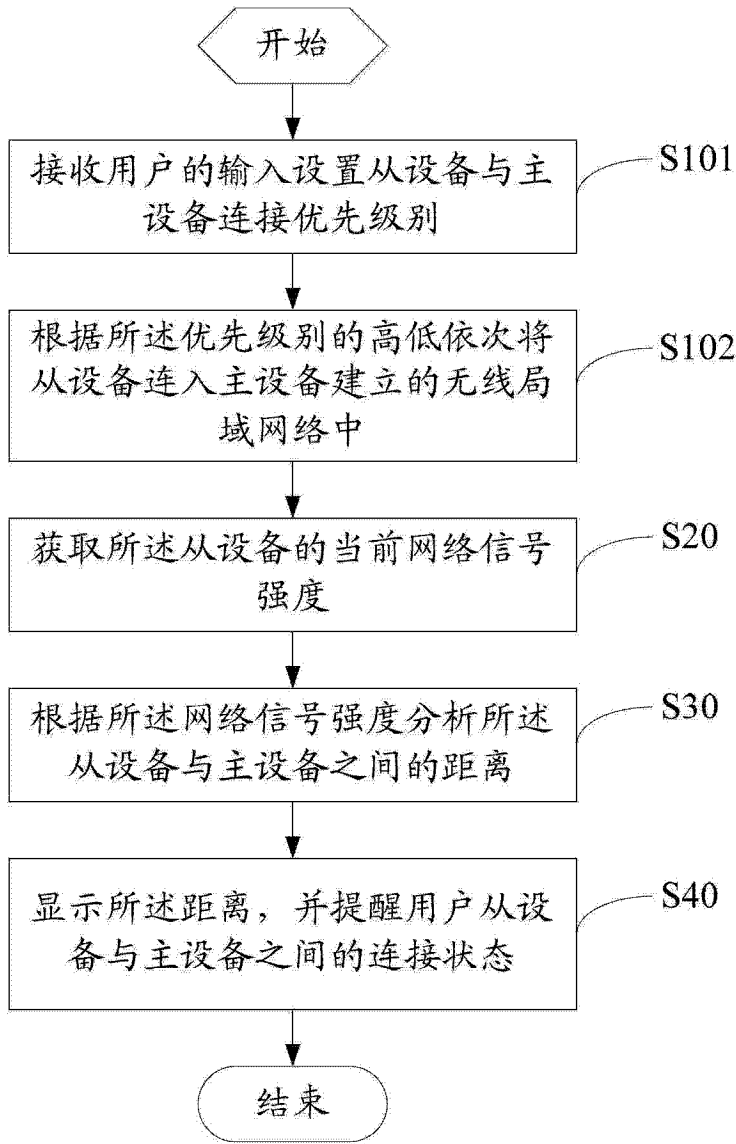 开始
接收用户的输入设置从设备与主
设备连接优先级别
S101
根据所述优先级别的高低依次将
从设备连入主设备建立的无线局
域网络中
S102
获取所述从设备的当前网络信号
强度
S20
根据所述网络信号强度分析所述
从设备与主设备之间的距离
S30
显示所述距离，并提醒用户从设
备与主设备之间的连接状态
S40
结束